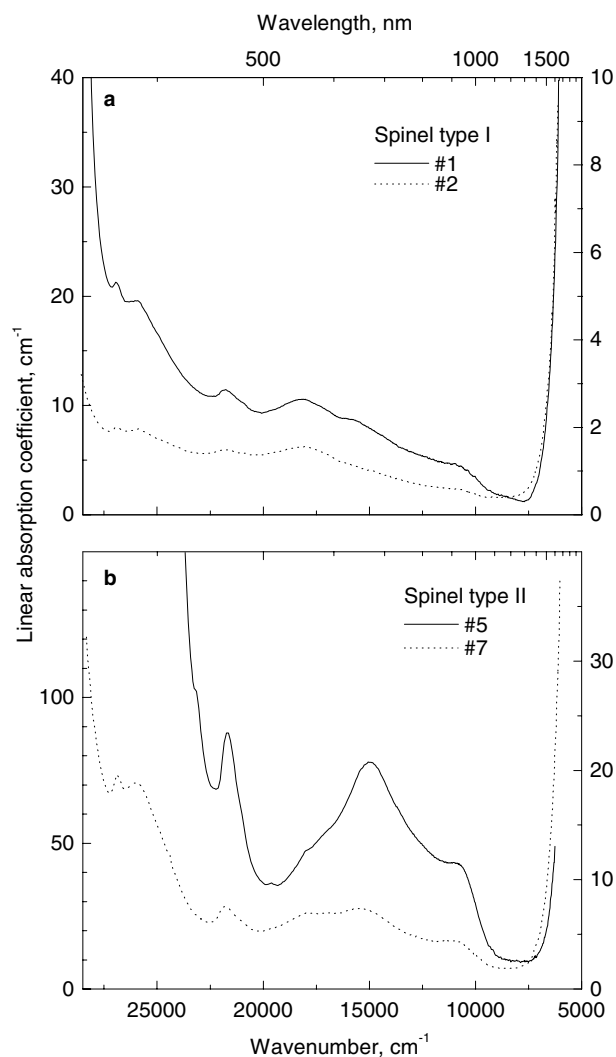 Wavelength, nm
500 1000 1500
40 10
a
Spinel type I
#1
#2
30 8
6
20
4
10
2
0 0
Linear absorption coefficient, cm-1
b
Spinel type II
#5
#7
100 30
20
50
10
0 0
25000 20000 15000 10000 5000
Wavenumber, cm-1